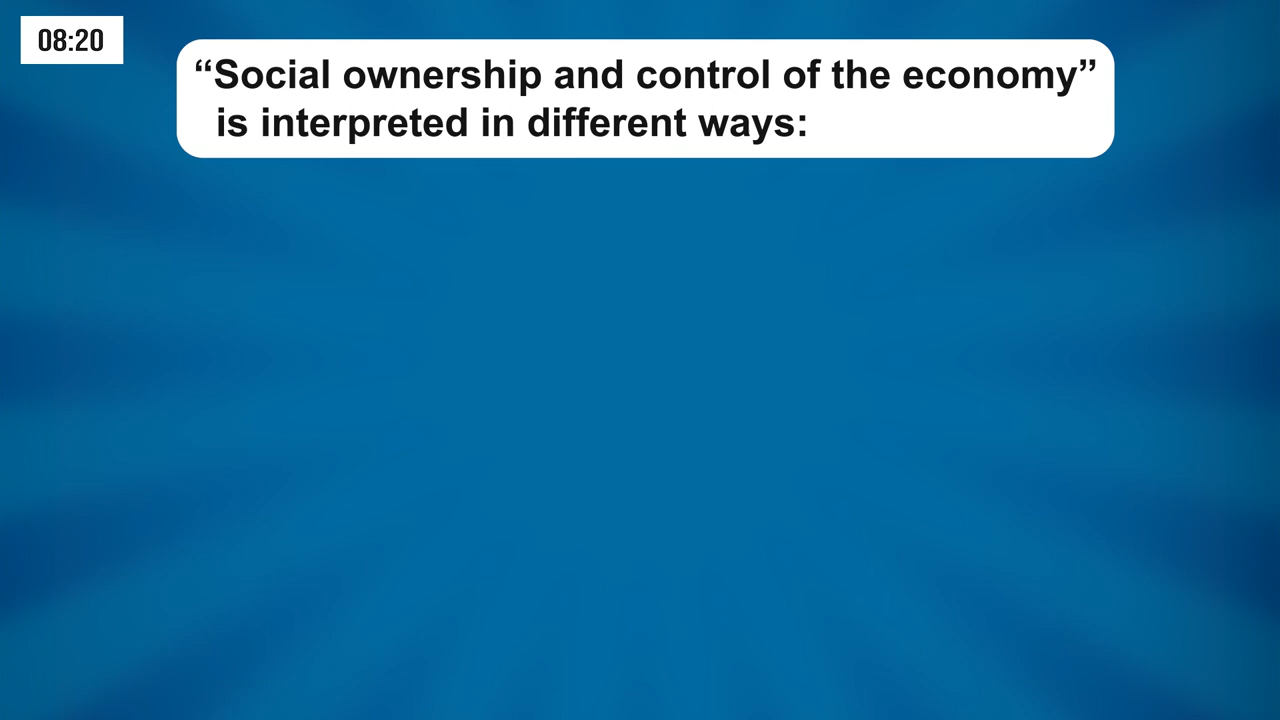 08:20
“Social ownership and control of the economy”
is interpreted in different ways: